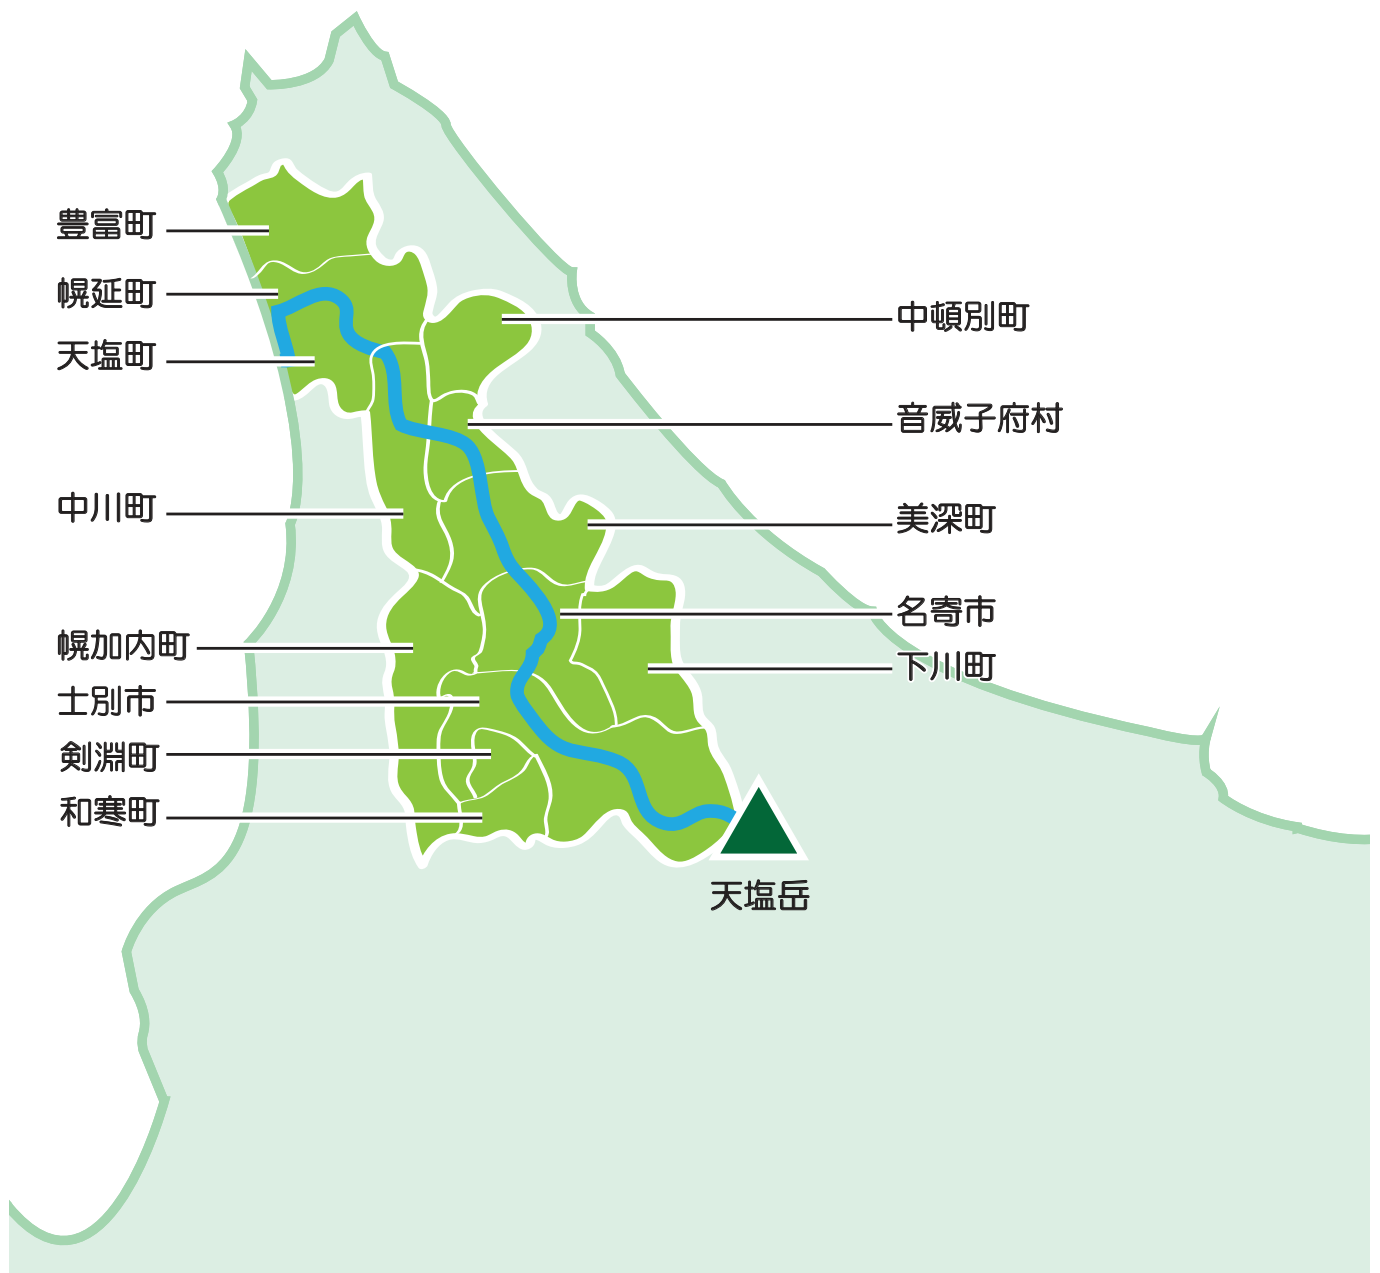 豊富町
幌延町
天塩町
中川町
幌加内町
士別市
剣淵町
和寒町
中頓別町
音威子府村
美深町
名寄市
下川町
天塩岳